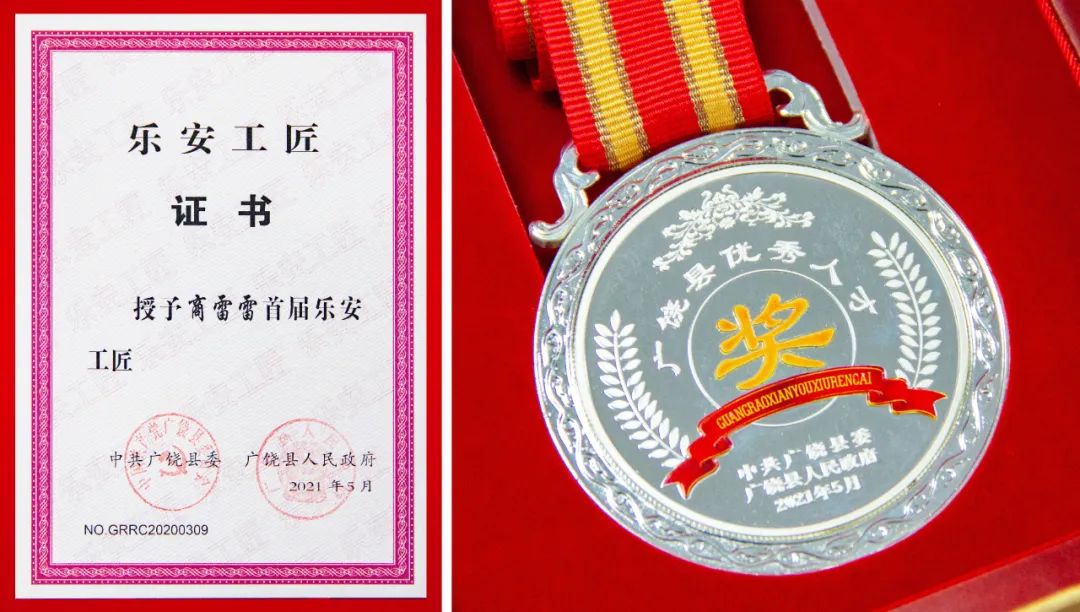 乐安工匠
证书
授予商雷雷首届乐安
工匠
中共广饶县委 广饶县人民政府
2021年5月
NO.GRRC20200309
广饶县优秀人才
奖
GUANGRAOXIANYOUXIURENCAI
中共广饶县委
广饶县人民政府
2021年5月